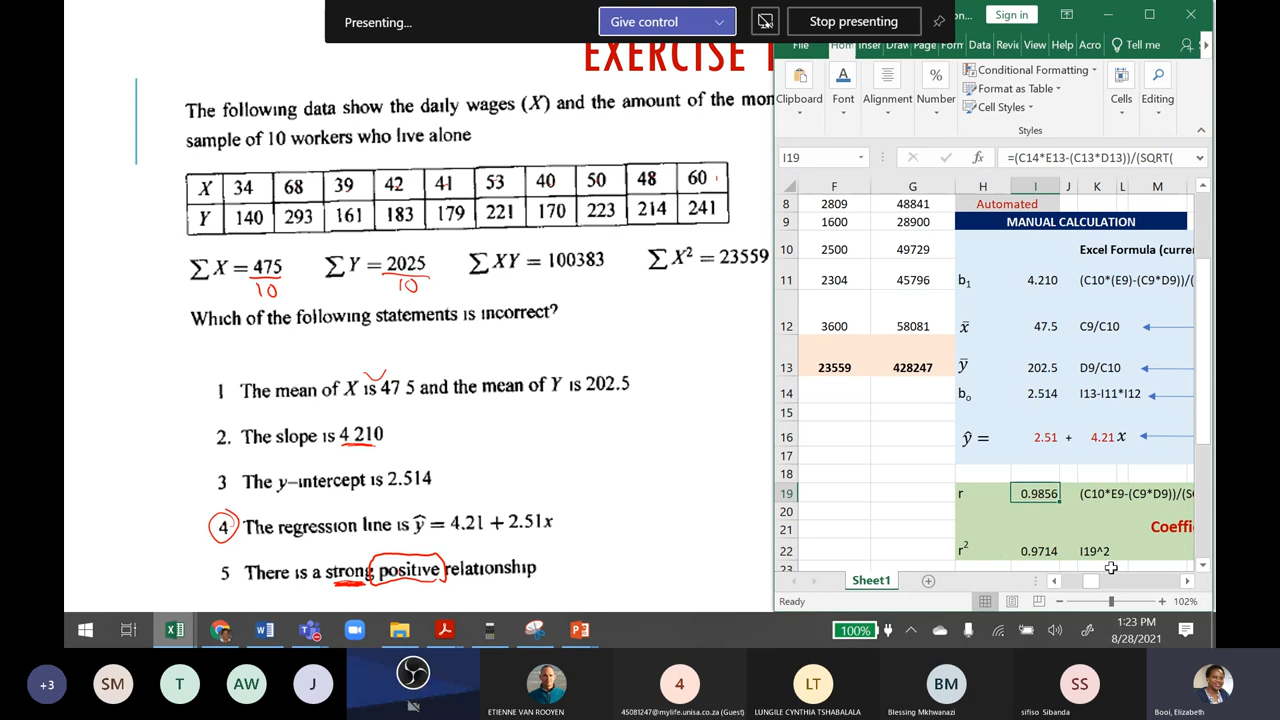 Presenting...
Give control
Stop presenting
on...
Sign in
EXERCISE 1
The following data show the daily wages (X) and the amount of the mon
sample of 10 workers who live alone
X 34 68 39 42 41 53 40 50 48 60
Y 140 293 161 183 179 221 170 223 214 241
∑ X = 475 ∑ Y = 2025 ∑ XY = 100383 ∑ X² = 23559
10 10
Which of the following statements is incorrect?
1 The mean of X is 47 5 and the mean of Y is 202.5
2. The slope is 4 210
3 The y–intercept is 2.514
4 The regression line is ŷ = 4.21 + 2.51x
5 There is a strong positive relationship
File Hom Insert Draw Page Form Data Revie View Help Acro Tell me
Clipboard
Font
Alignment
Number
Conditional Formatting
Format as Table
Cell Styles
Styles
Cells
Editing
I19 fx =(C14*E13-(C13*D13))/(SQRT(
F G H I J K L M
8 2809 48841 Automated
9 1600 28900 MANUAL CALCULATION
10 2500 49729 Excel Formula (curre
11 2304 45796 b1 4.210 (C10*(E9)-(C9*D9))/(
12 3600 58081 x̄ 47.5 C9/C10
13 23559 428247 ȳ 202.5 D9/C10
14 bo 2.514 I13-I11*I12
15
16 ŷ = 2.51 + 4.21 x
17
18
19 r 0.9856 (C10*E9-(C9*D9))/(S
20
21 Coeffi
22 r2 0.9714 I19^2
23
Sheet1
Ready
102%
100%
1:23 PM
8/28/2021
+3
SM
T
AW
J
ETIENNE VAN ROOYEN
4
45081247@mylife.unisa.co.za (Guest)
LT
LUNGILE CYNTHIA TSHABALALA
BM
Blessing Mkhwanazi
SS
sifiso Sibanda
Booi, Elizabeth